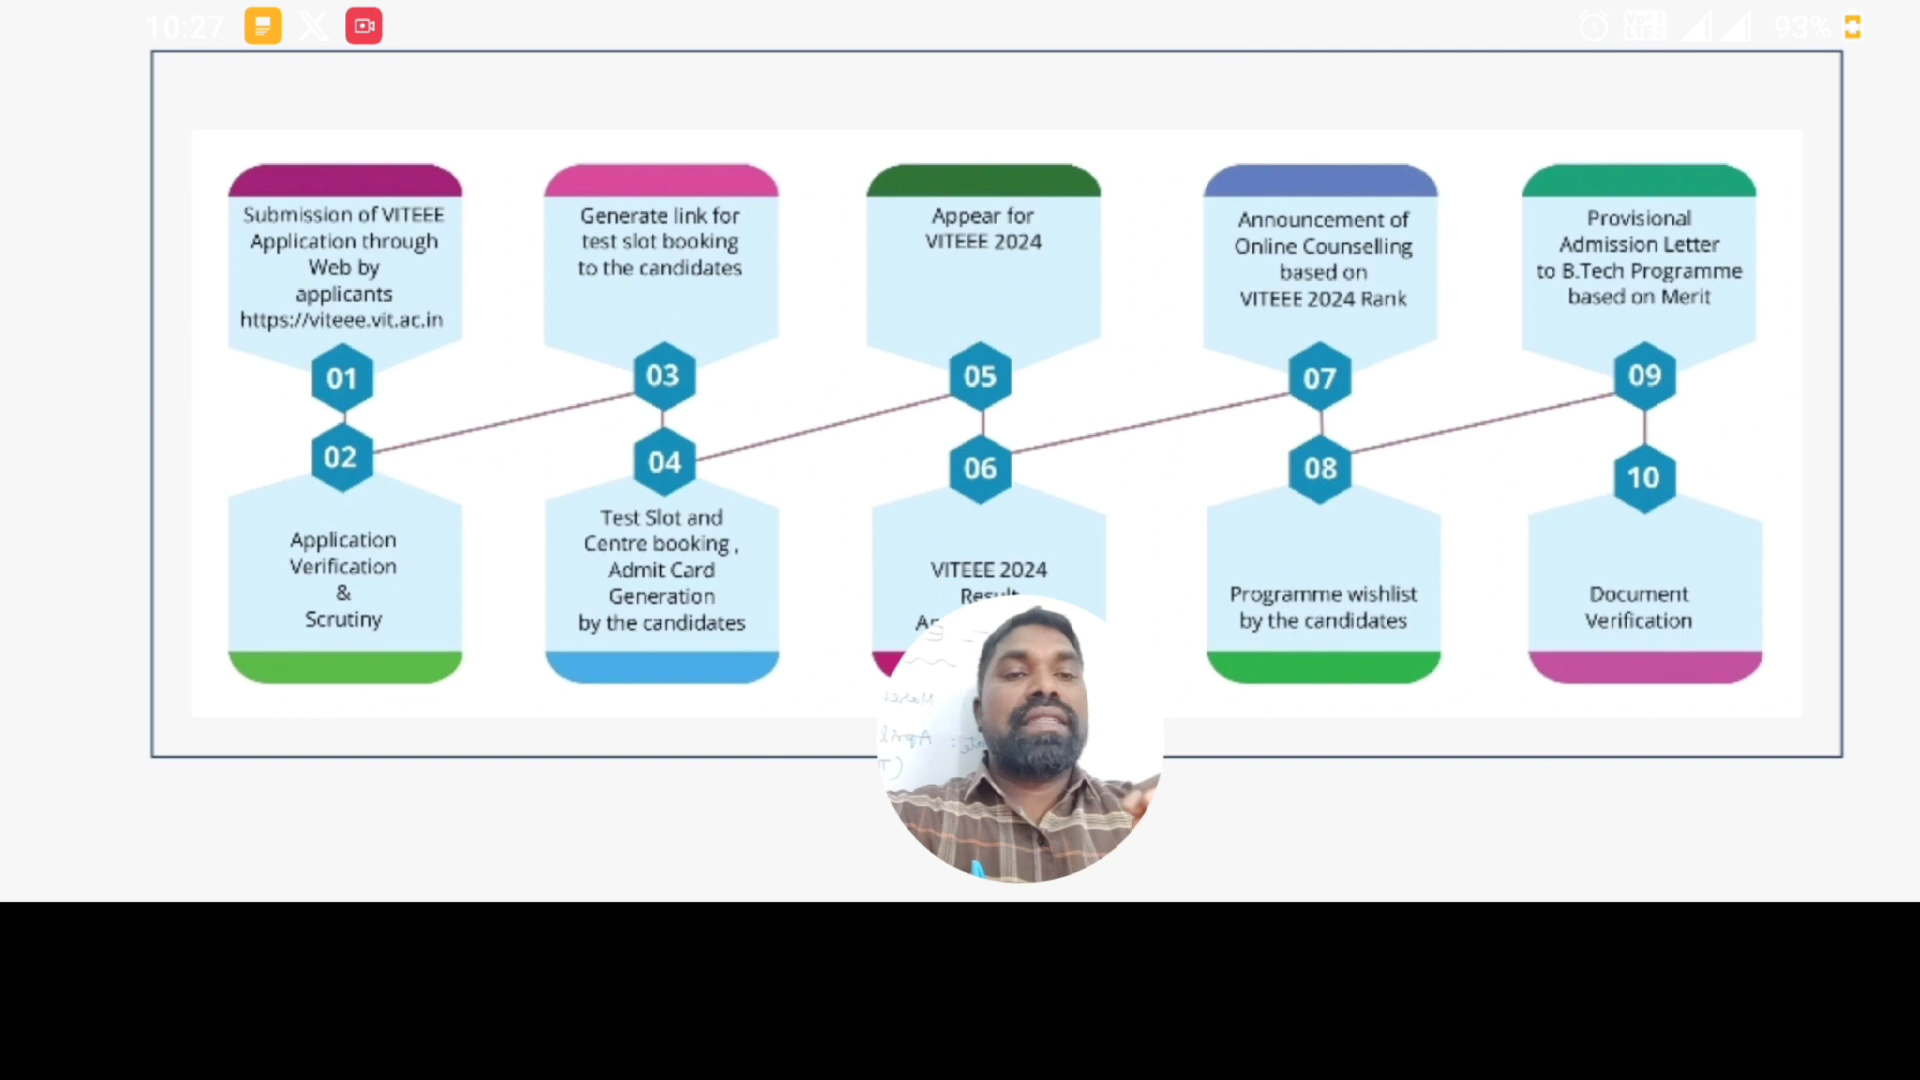 10:27
93%
Submission of VITEEE
Application through
Web by
applicants
https://viteee.vit.ac.in
01
02
Application
Verification
&
Scrutiny
Generate link for
test slot booking
to the candidates
03
04
Test Slot and
Centre booking ,
Admit Card
Generation
by the candidates
Appear for
VITEEE 2024
05
06
VITEEE 2024
Result
Announcement of
Online Counselling
based on
VITEEE 2024 Rank
07
08
Programme wishlist
by the candidates
Provisional
Admission Letter
to B.Tech Programme
based on Merit
09
10
Document
Verification